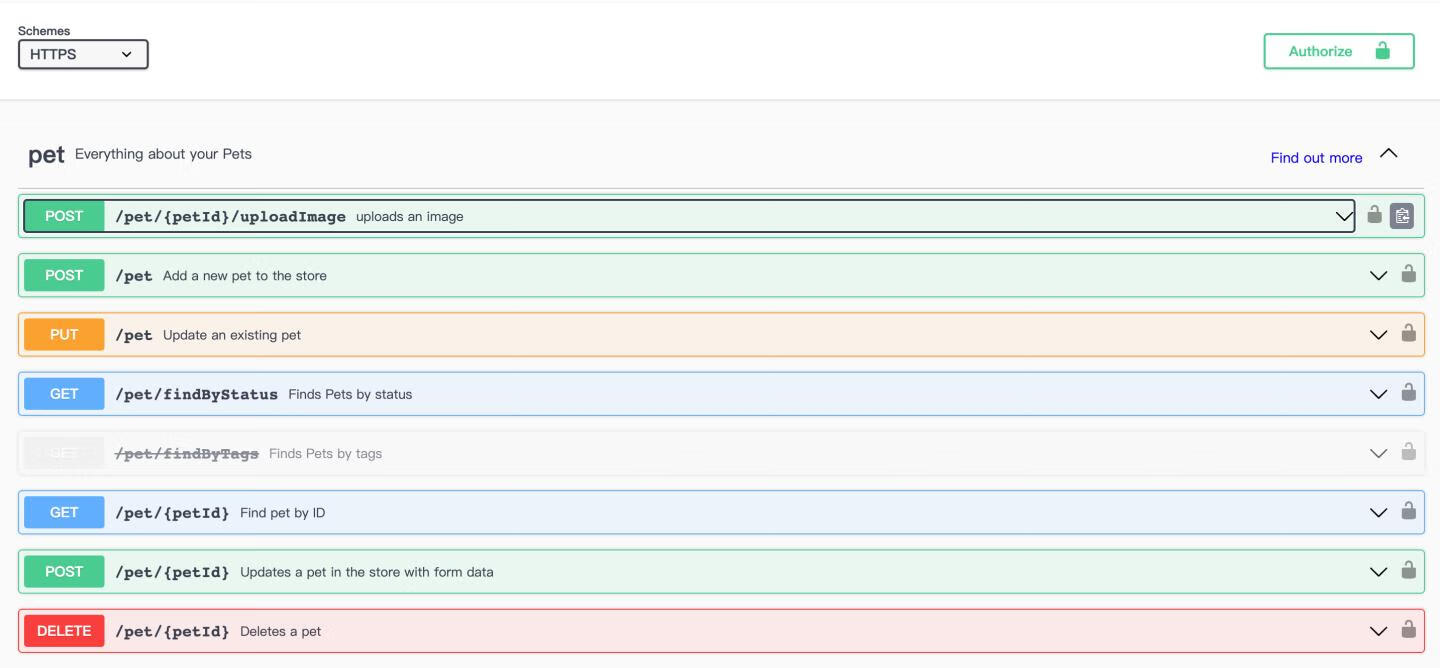 Schemes
HTTPS
Authorize
pet Everything about your Pets
Find out more
POST /pet/{petId}/uploadImage uploads an image
POST /pet Add a new pet to the store
PUT /pet Update an existing pet
GET /pet/findByStatus Finds Pets by status
GET /pet/findByTags Finds Pets by tags
GET /pet/{petId} Find pet by ID
POST /pet/{petId} Updates a pet in the store with form data
DELETE /pet/{petId} Deletes a pet